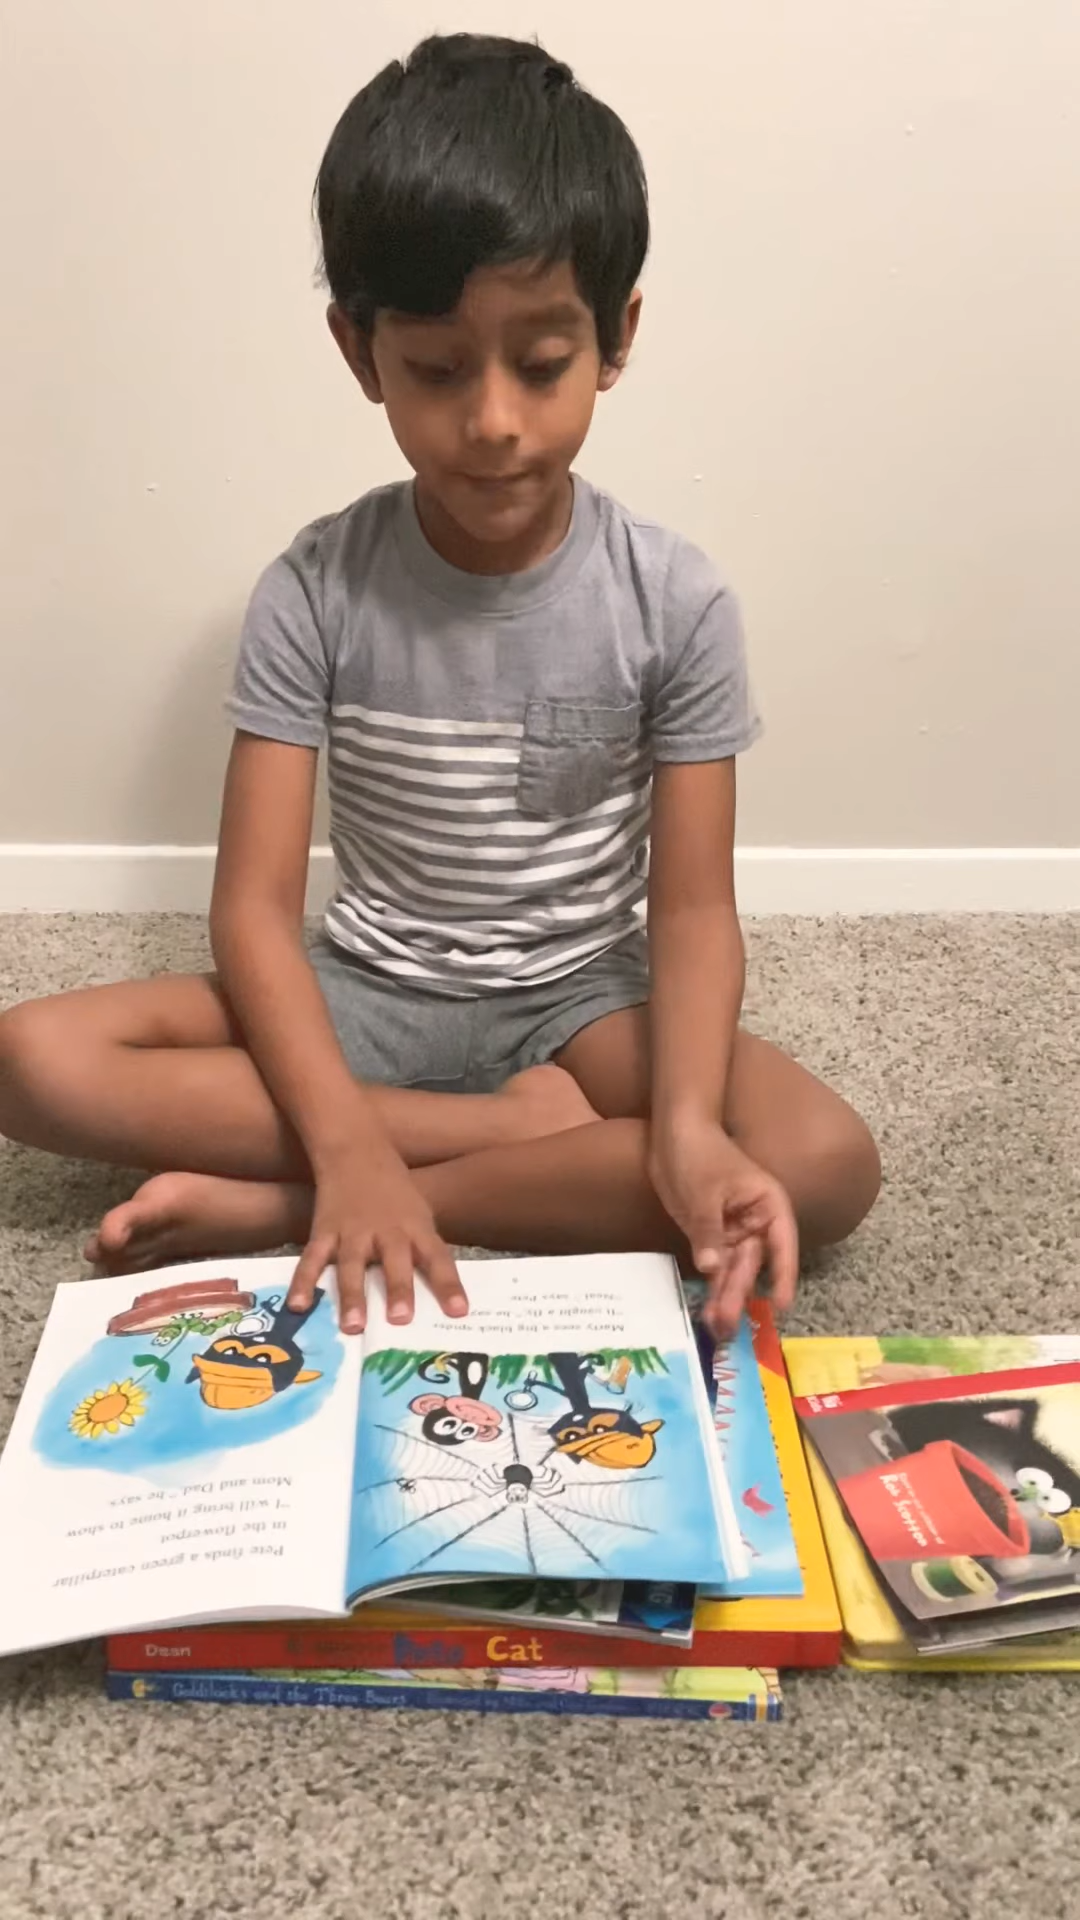 Pete finds a green caterpillar
in the flowerpot.
"I will bring it home to show
Mom and Dad," he says.
Marty sees a big black spider.
"It caught a fly," he says.
"Neat," says Pete.
Rob Scotton
Dean
Pete
Cat
Goldilocks and the Three Bears